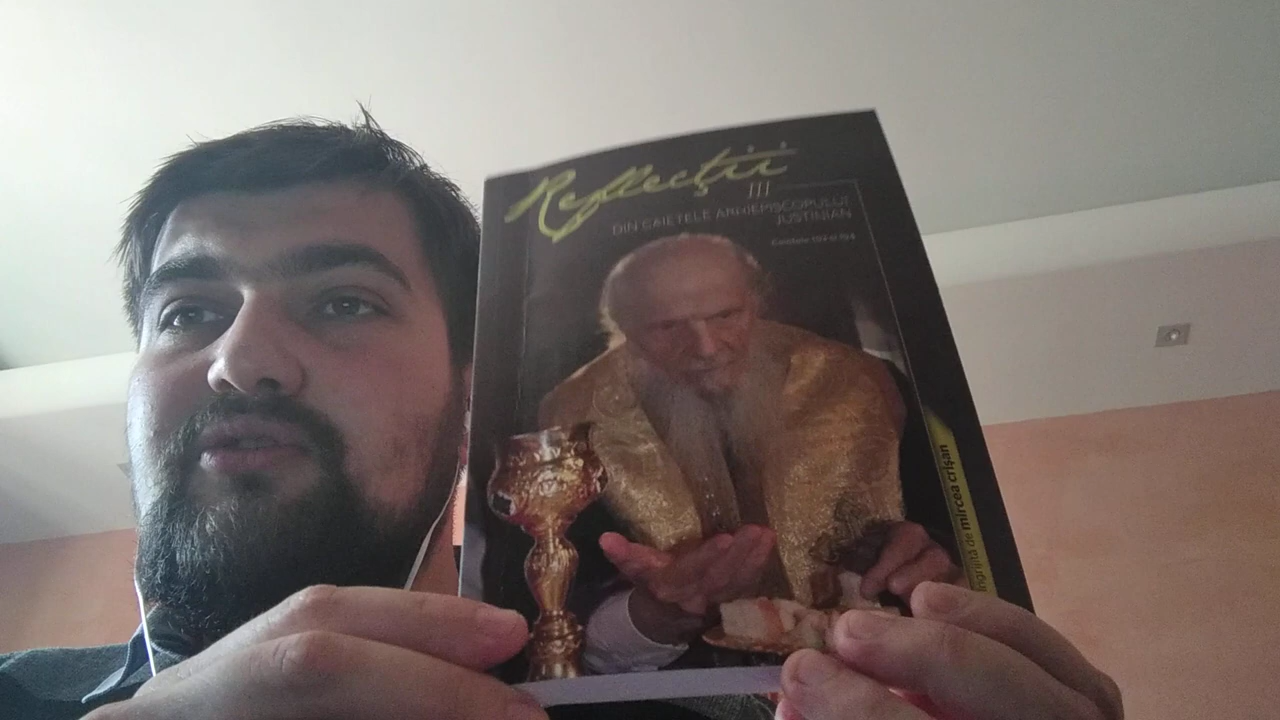 Reflecții
III
DIN CAIETELE ARHIEPISCOPULUI
JUSTINIAN
îngrijită de mircea crișan